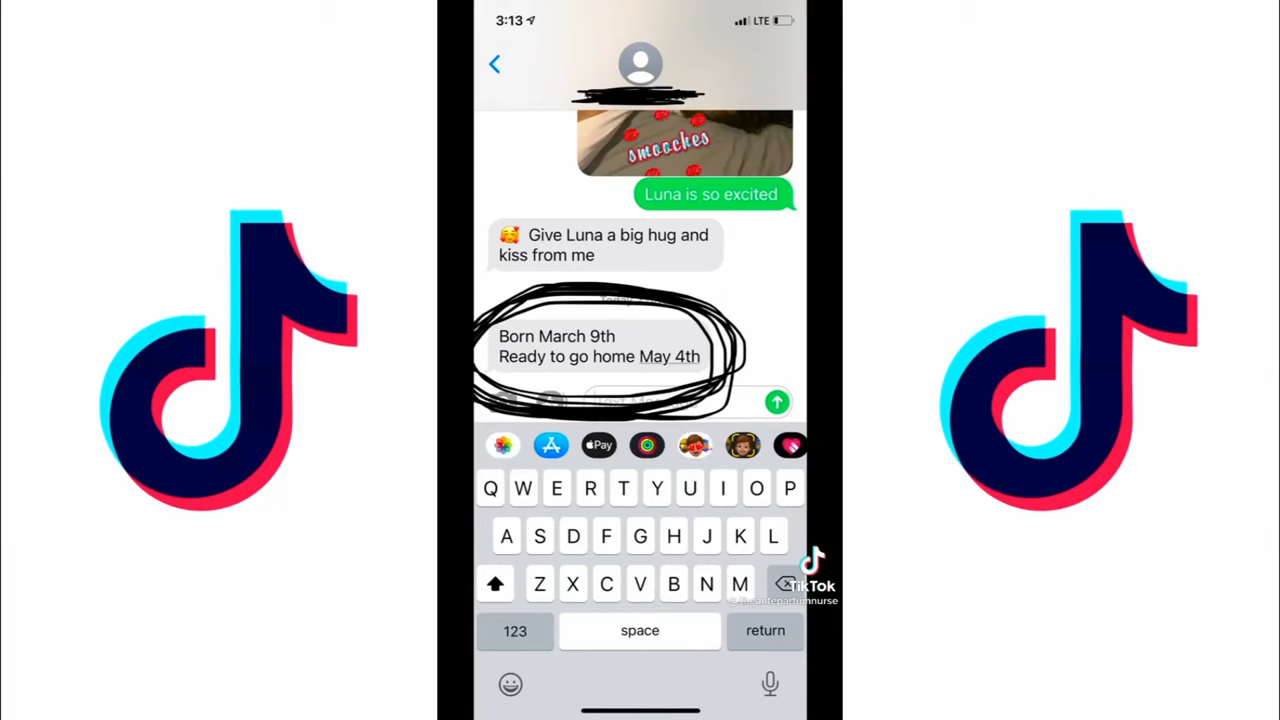 3:13
LTE
smooches
Luna is so excited
🥰 Give Luna a big hug and
kiss from me
Born March 9th
Ready to go home May 4th
Pay
Q W E R T Y U I O P
A S D F G H J K L
Z X C V B N M
TikTok
123 space return